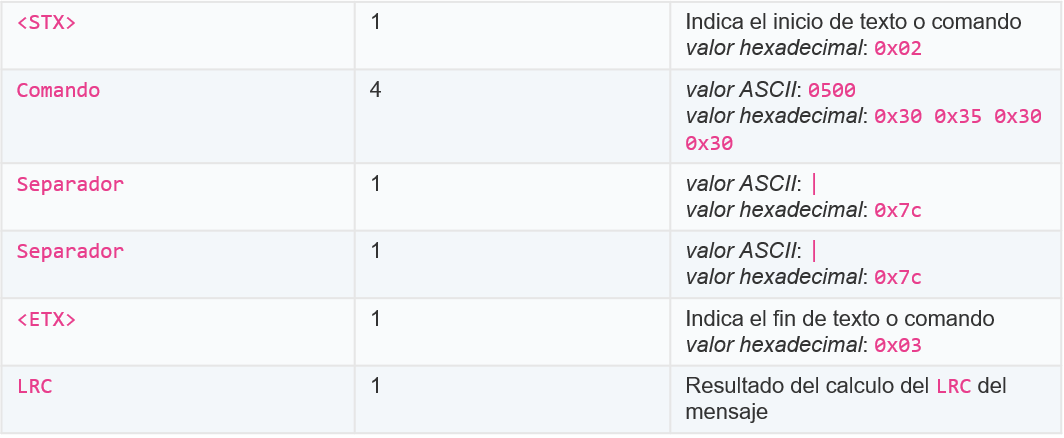 <STX> 1 Indica el inicio de texto o comando
valor hexadecimal: 0x02
Comando 4 valor ASCII: 0500
valor hexadecimal: 0x30 0x35 0x30
0x30
Separador 1 valor ASCII: |
valor hexadecimal: 0x7c
Separador 1 valor ASCII: |
valor hexadecimal: 0x7c
<ETX> 1 Indica el fin de texto o comando
valor hexadecimal: 0x03
LRC 1 Resultado del calculo del LRC del
mensaje